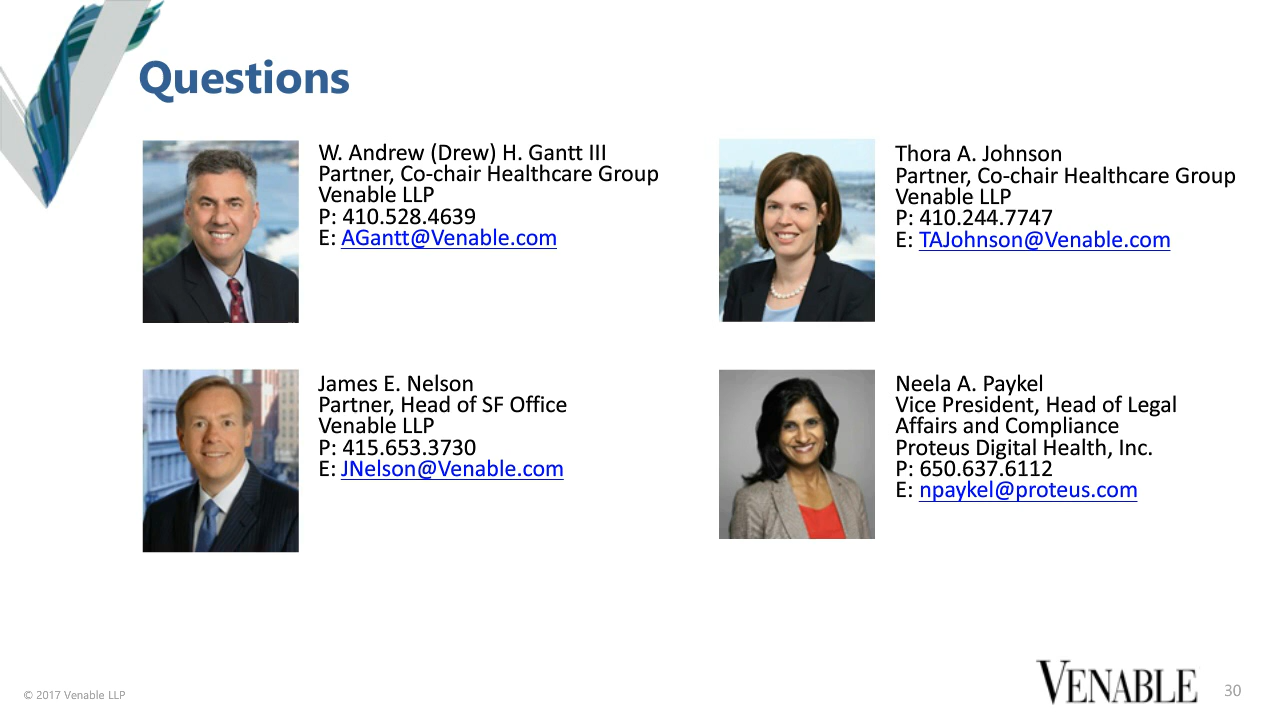 Questions
W. Andrew (Drew) H. Gantt III
Partner, Co-chair Healthcare Group
Venable LLP
P: 410.528.4639
E: AGantt@Venable.com
Thora A. Johnson
Partner, Co-chair Healthcare Group
Venable LLP
P: 410.244.7747
E: TAJohnson@Venable.com
James E. Nelson
Partner, Head of SF Office
Venable LLP
P: 415.653.3730
E: JNelson@Venable.com
Neela A. Paykel
Vice President, Head of Legal
Affairs and Compliance
Proteus Digital Health, Inc.
P: 650.637.6112
E: npaykel@proteus.com
© 2017 Venable LLP
VENABLE
30